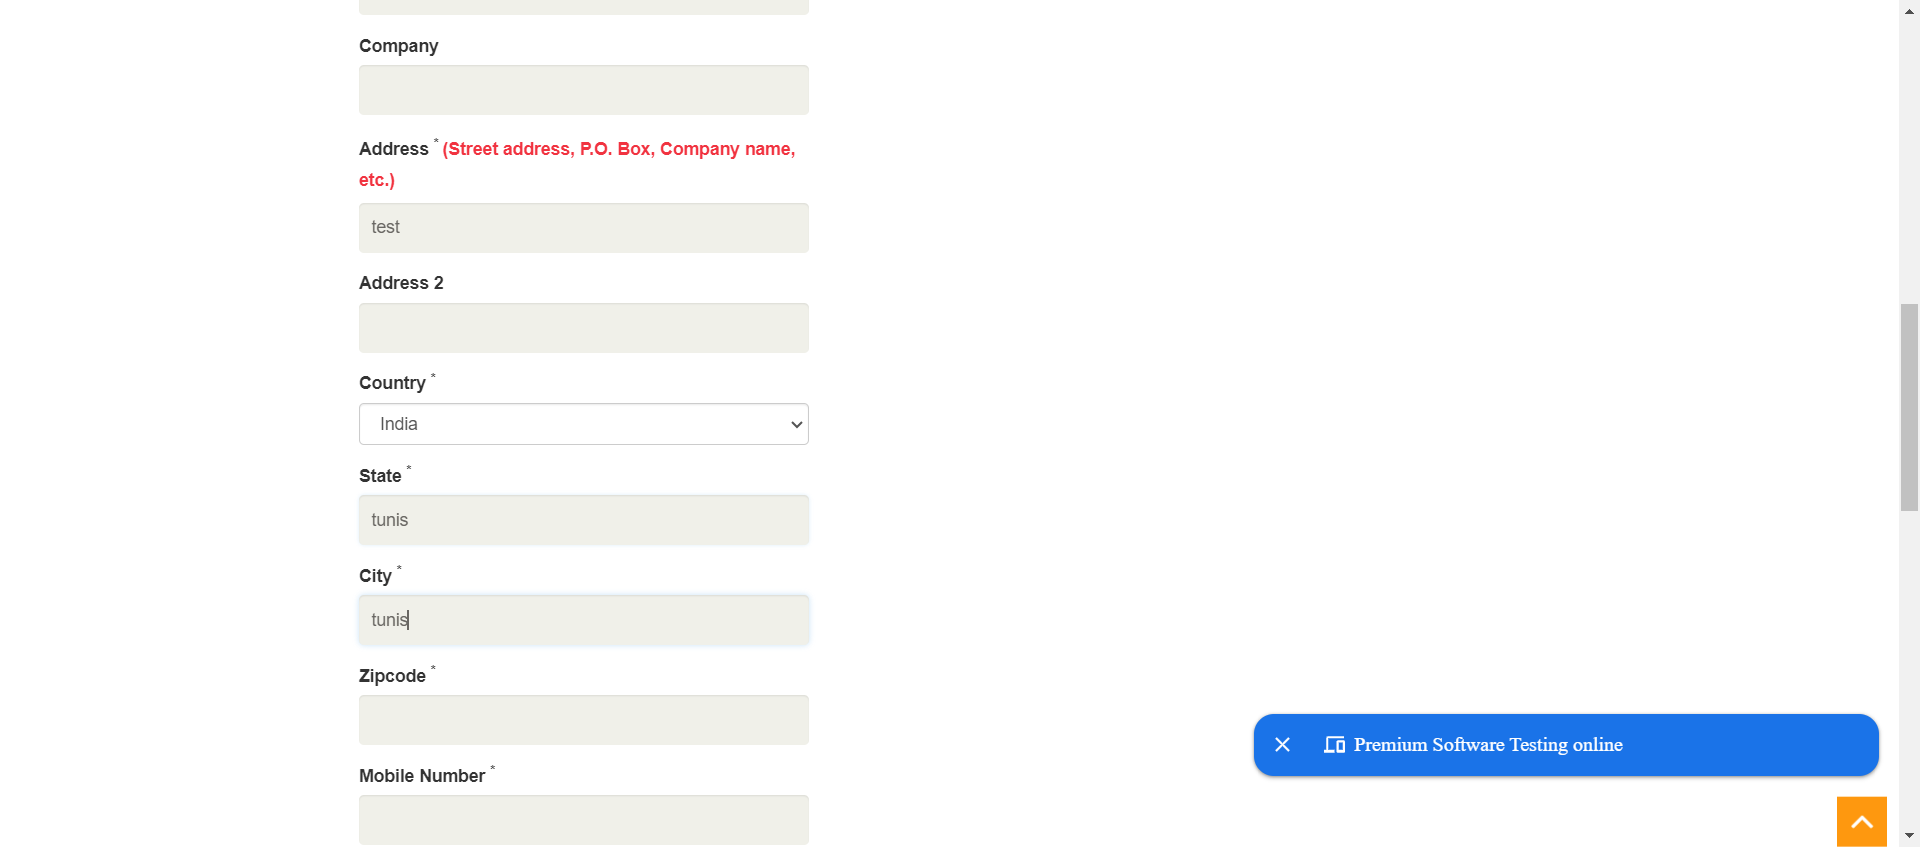 Company
Address * (Street address, P.O. Box, Company name,
etc.)
test
Address 2
Country *
India
State *
tunis
City *
tunis
Zipcode *
Mobile Number *
Premium Software Testing online